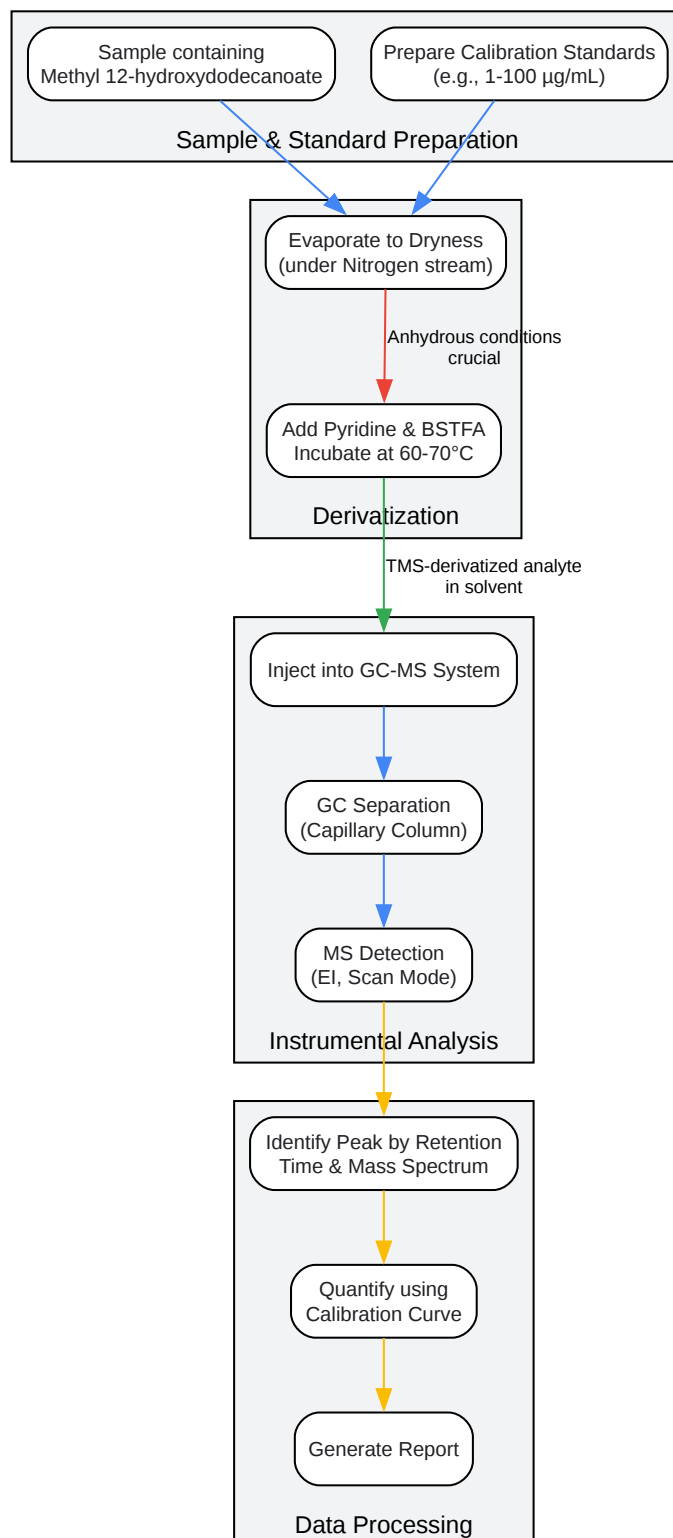 Sample containing
Methyl 12-hydroxydodecanoate
Prepare Calibration Standards
(e.g., 1-100 µg/mL)
Sample & Standard Preparation
Evaporate to Dryness
(under Nitrogen stream)
Anhydrous conditions
crucial
Add Pyridine & BSTFA
Incubate at 60-70°C
Derivatization
TMS-derivatized analyte
in solvent
Inject into GC-MS System
GC Separation
(Capillary Column)
MS Detection
(EI, Scan Mode)
Instrumental Analysis
Identify Peak by Retention
Time & Mass Spectrum
Quantify using
Calibration Curve
Generate Report
Data Processing